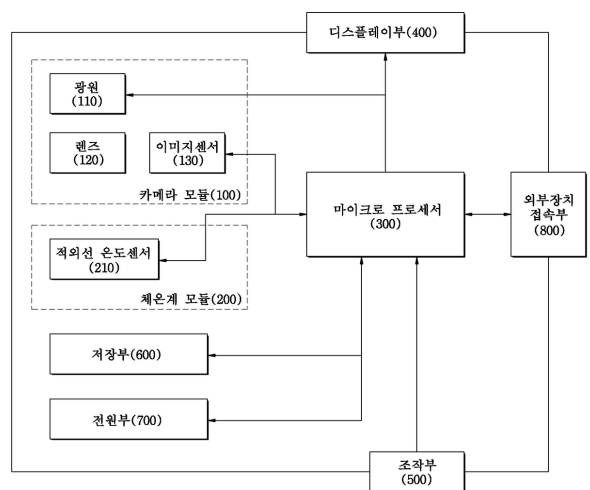 디스플레이부(400)
광원
(110)
렌즈
(120)
이미지센서
(130)
카메라 모듈(100)
마이크로 프로세서
(300)
외부장치
접속부
(800)
적외선 온도센서
(210)
체온계 모듈(200)
저장부(600)
전원부(700)
조작부
(500)